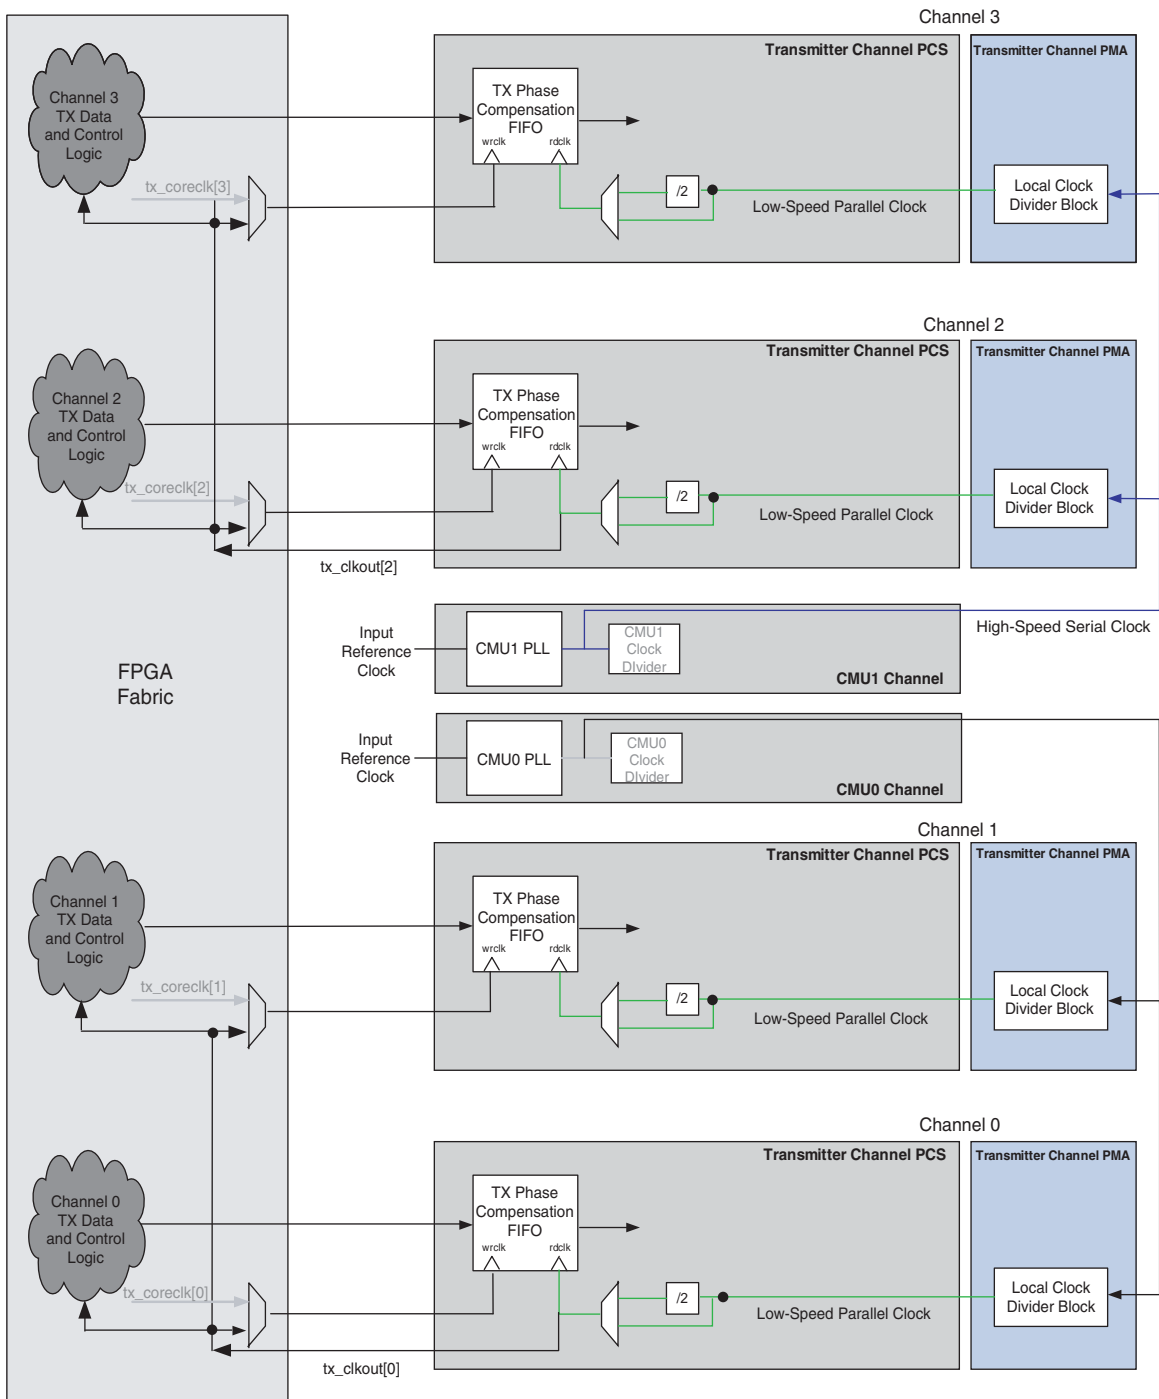 Channel 3
Transmitter Channel PCS
Transmitter Channel PMA
Channel 3
TX Data
and Control
Logic
TX Phase
Compensation
FIFO
wrclk
rdclk
tx_coreclk[3]
/2
Low-Speed Parallel Clock
Local Clock
Divider Block
Channel 2
Transmitter Channel PCS
Transmitter Channel PMA
Channel 2
TX Data
and Control
Logic
TX Phase
Compensation
FIFO
wrclk
rdclk
tx_coreclk[2]
/2
Low-Speed Parallel Clock
Local Clock
Divider Block
tx_clkout[2]
FPGA
Fabric
Input
Reference
Clock
CMU1 PLL
CMU1
Clock
DIvider
CMU1 Channel
High-Speed Serial Clock
Input
Reference
Clock
CMU0 PLL
CMU0
Clock
DIvider
CMU0 Channel
Channel 1
Transmitter Channel PCS
Transmitter Channel PMA
Channel 1
TX Data
and Control
Logic
TX Phase
Compensation
FIFO
wrclk
rdclk
tx_coreclk[1]
/2
Low-Speed Parallel Clock
Local Clock
Divider Block
Channel 0
Transmitter Channel PCS
Transmitter Channel PMA
Channel 0
TX Data
and Control
Logic
TX Phase
Compensation
FIFO
wrclk
rdclk
tx_coreclk[0]
/2
Low-Speed Parallel Clock
Local Clock
Divider Block
tx_clkout[0]